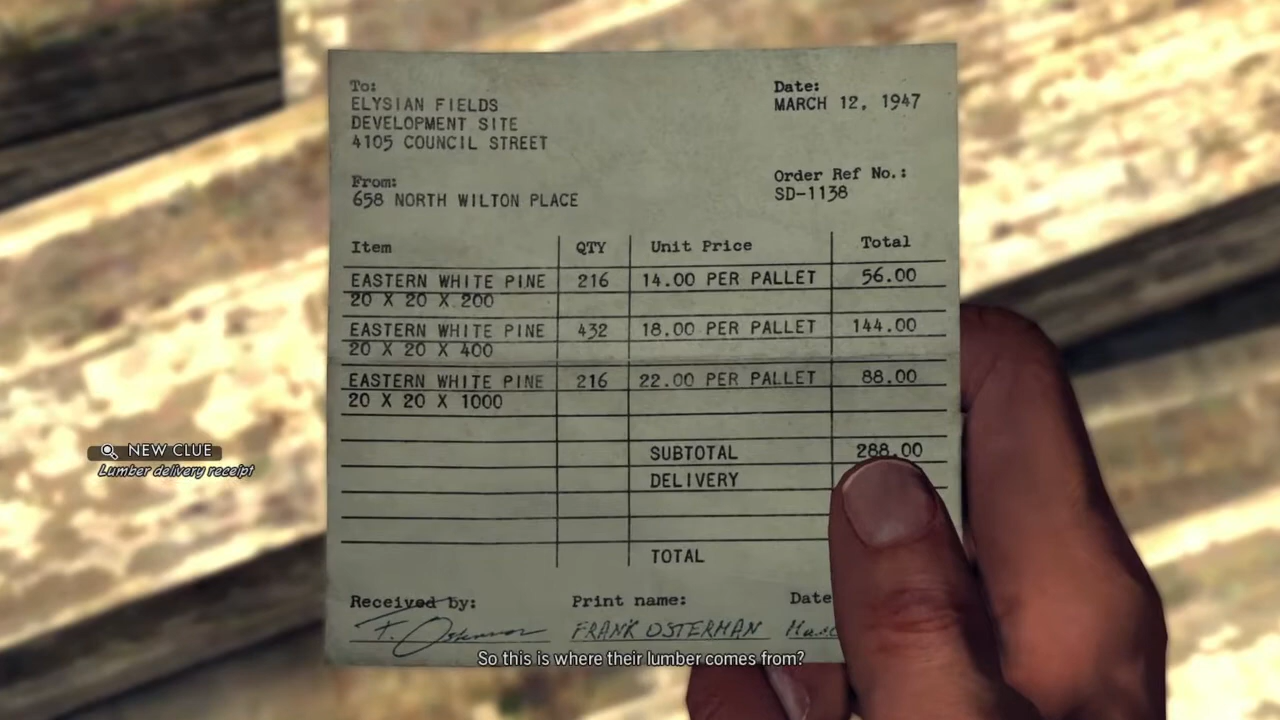 To:
ELYSIAN FIELDS
DEVELOPMENT SITE
4105 COUNCIL STREET
Date:
MARCH 12, 1947
From:
658 NORTH WILTON PLACE
Order Ref No.:
SD-1138
Item QTY Unit Price Total
EASTERN WHITE PINE 216 14.00 PER PALLET 56.00
20 X 20 X 200
EASTERN WHITE PINE 432 18.00 PER PALLET 144.00
20 X 20 X 400
EASTERN WHITE PINE 216 22.00 PER PALLET 88.00
20 X 20 X 1000
SUBTOTAL 288.00
DELIVERY
TOTAL
Received by: Print name: Date
F. Osterman FRANK OSTERMAN
NEW CLUE
Lumber delivery receipt
So this is where their lumber comes from?